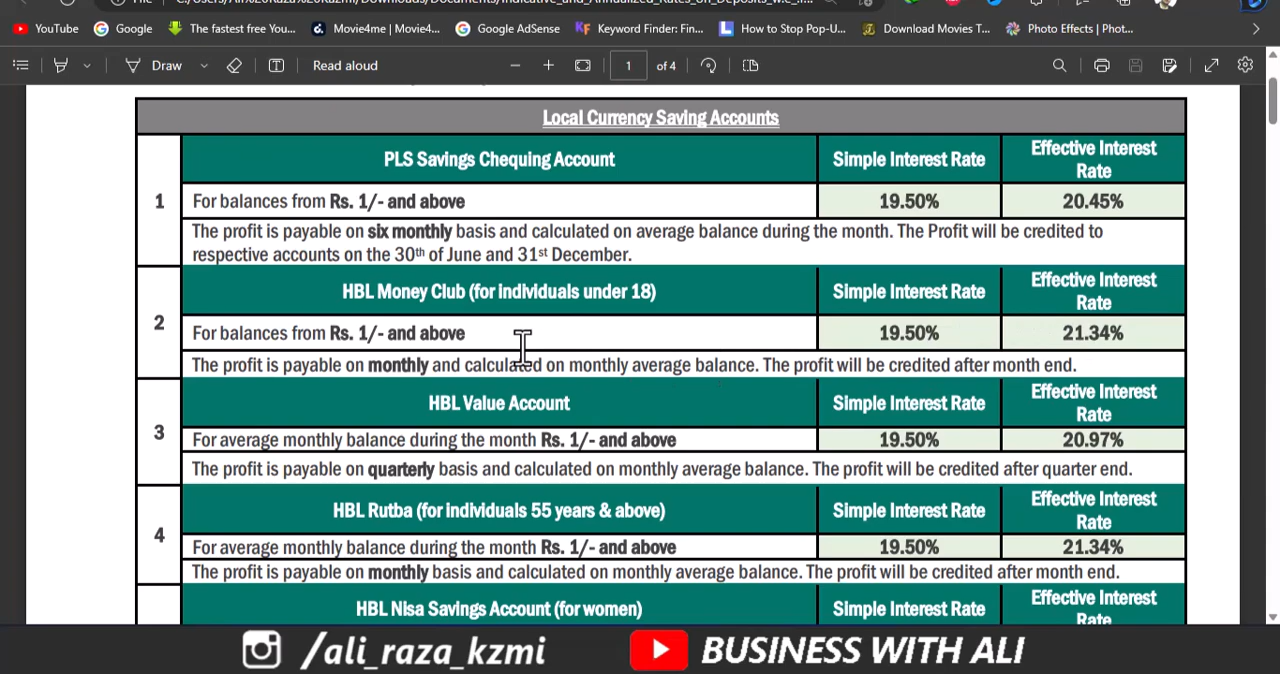 YouTube Google The fastest free You... Movie4me | Movie4... Google AdSense Keyword Finder: Fin... How to Stop Pop-U... Download Movies T... Photo Effects | Phot...
Draw Read aloud 1 of 4
Local Currency Saving Accounts
1
PLS Savings Chequing Account Simple Interest Rate Effective Interest Rate
For balances from Rs. 1/- and above 19.50% 20.45%
The profit is payable on six monthly basis and calculated on average balance during the month. The Profit will be credited to
respective accounts on the 30th of June and 31st December.
2
HBL Money Club (for individuals under 18) Simple Interest Rate Effective Interest Rate
For balances from Rs. 1/- and above 19.50% 21.34%
The profit is payable on monthly and calculated on monthly average balance. The profit will be credited after month end.
3
HBL Value Account Simple Interest Rate Effective Interest Rate
For average monthly balance during the month Rs. 1/- and above 19.50% 20.97%
The profit is payable on quarterly basis and calculated on monthly average balance. The profit will be credited after quarter end.
4
HBL Rutba (for individuals 55 years & above) Simple Interest Rate Effective Interest Rate
For average monthly balance during the month Rs. 1/- and above 19.50% 21.34%
The profit is payable on monthly basis and calculated on monthly average balance. The profit will be credited after month end.
HBL Nisa Savings Account (for women) Simple Interest Rate Effective Interest Rate
/ali_raza_kzmi BUSINESS WITH ALI